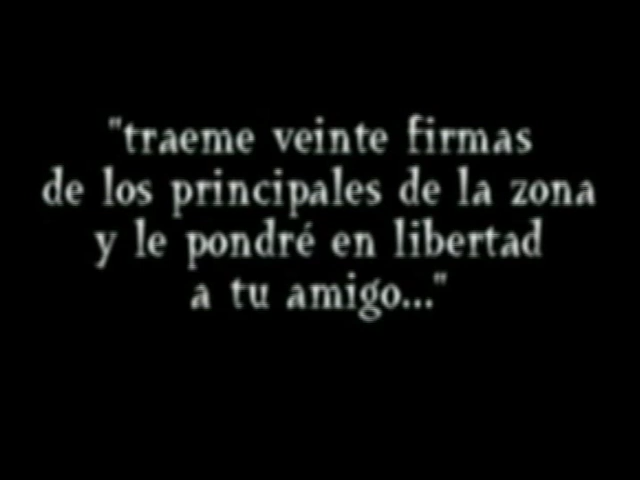 "traeme veinte firmas
de los principales de la zona
y le pondré en libertad
a tu amigo..."